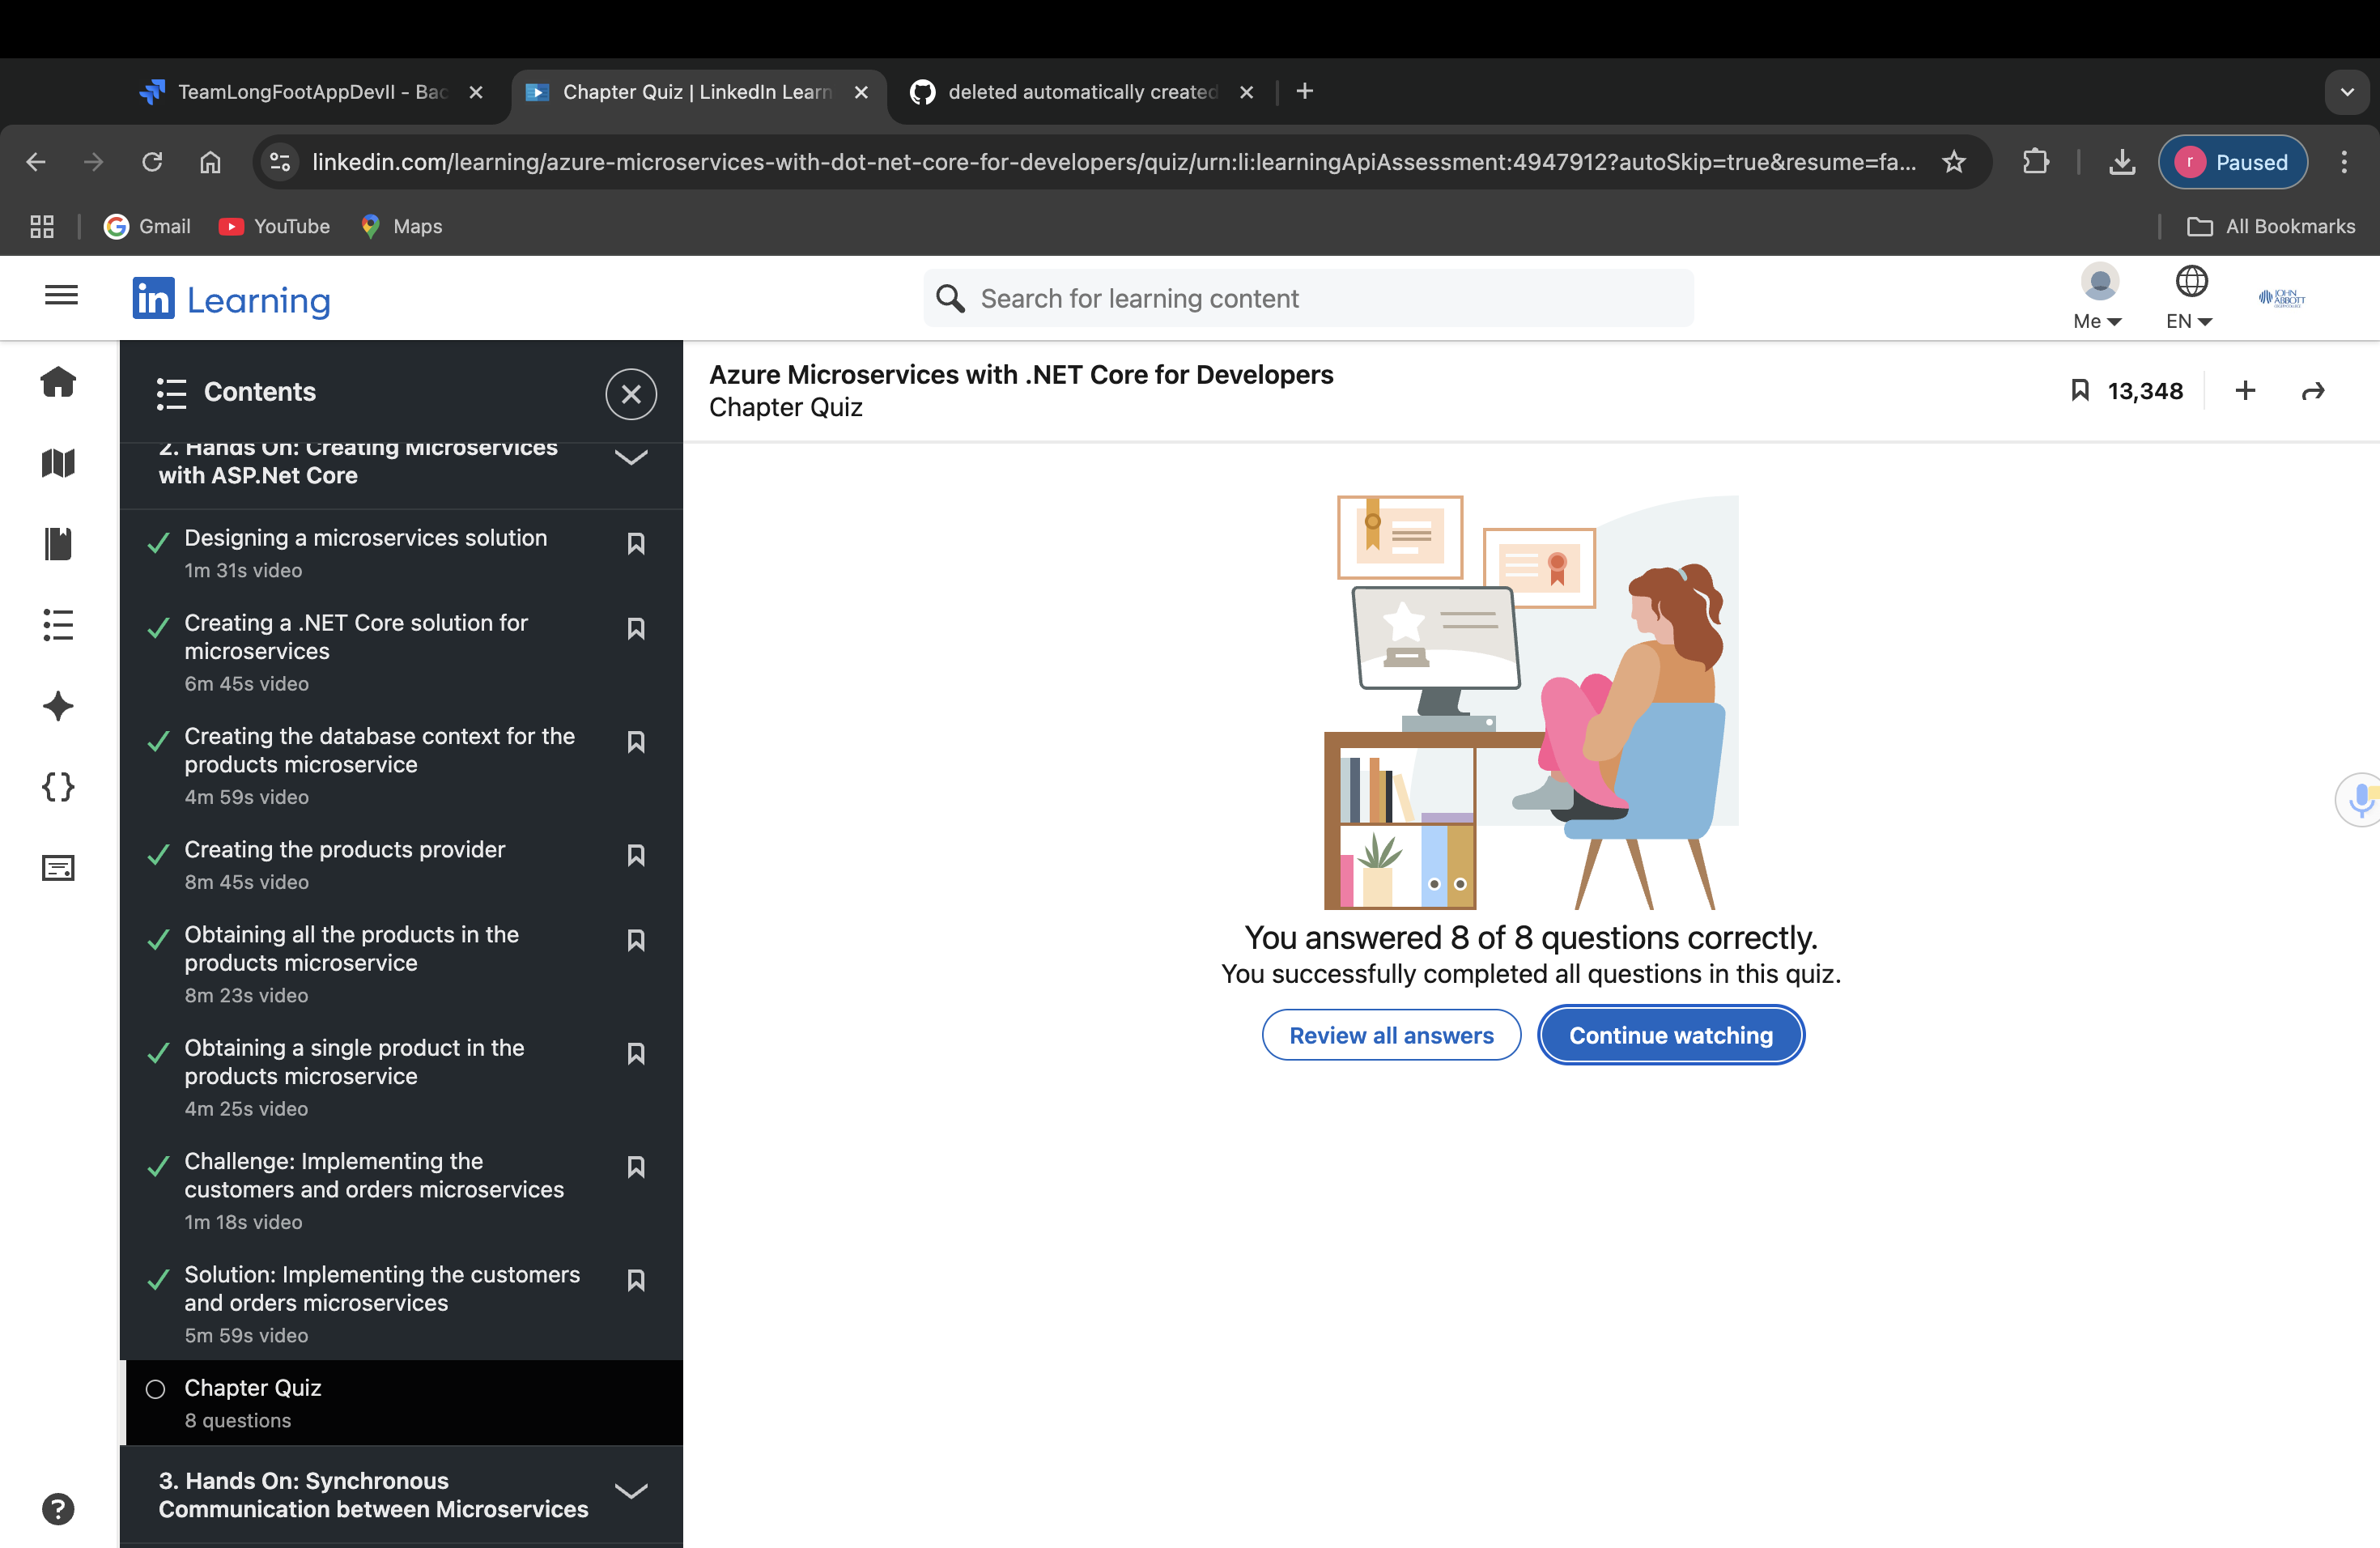 TeamLongFootAppDevII - Bac
Chapter Quiz | LinkedIn Learn
deleted automatically created
linkedin.com/learning/azure-microservices-with-dot-net-core-for-developers/quiz/urn:li:learningApiAssessment:4947912?autoSkip=true&resume=fa...
r
Paused
Gmail
YouTube
Maps
All Bookmarks
in Learning
Search for learning content
Me
EN
JOHN ABBOTT
Contents
2. Hands On: Creating Microservices
with ASP.Net Core
Designing a microservices solution
1m 31s video
Creating a .NET Core solution for
microservices
6m 45s video
Creating the database context for the
products microservice
4m 59s video
Creating the products provider
8m 45s video
Obtaining all the products in the
products microservice
8m 23s video
Obtaining a single product in the
products microservice
4m 25s video
Challenge: Implementing the
customers and orders microservices
1m 18s video
Solution: Implementing the customers
and orders microservices
5m 59s video
Chapter Quiz
8 questions
3. Hands On: Synchronous
Communication between Microservices
Azure Microservices with .NET Core for Developers
Chapter Quiz
13,348
You answered 8 of 8 questions correctly.
You successfully completed all questions in this quiz.
Review all answers
Continue watching